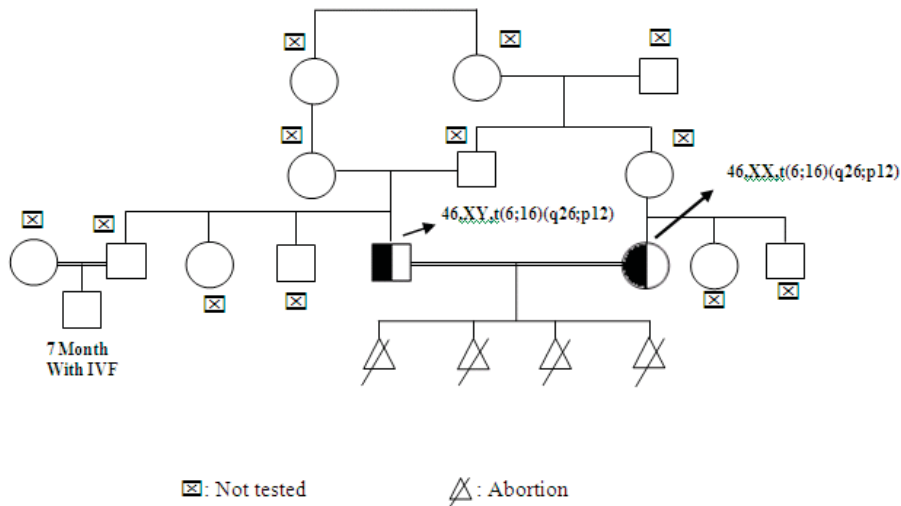 46,XX,t(6;16)(q26;p12)
46,XY,t(6;16)(q26;p12)
7 Month
With IVF
: Not tested
: Abortion